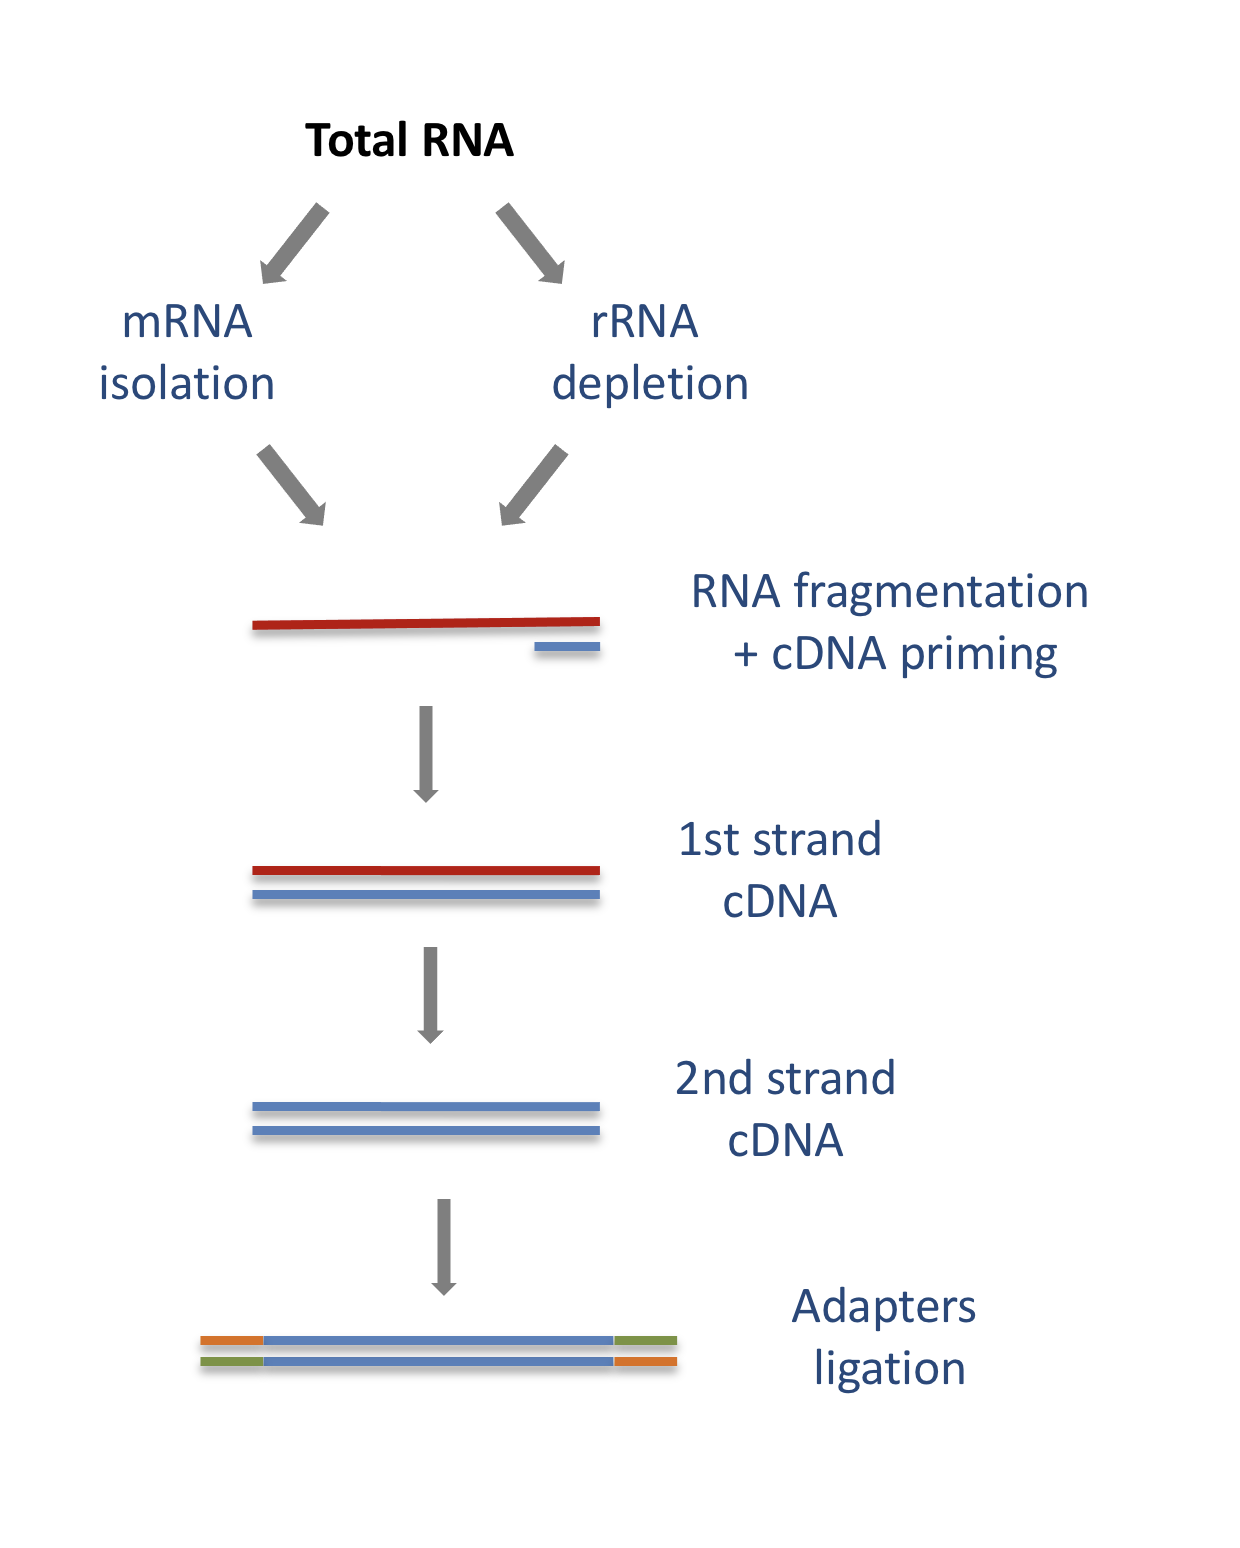 Total RNA
mRNA
isolation
rRNA
depletion
RNA fragmentation
+ cDNA priming
1st strand
cDNA
2nd strand
cDNA
Adapters
ligation